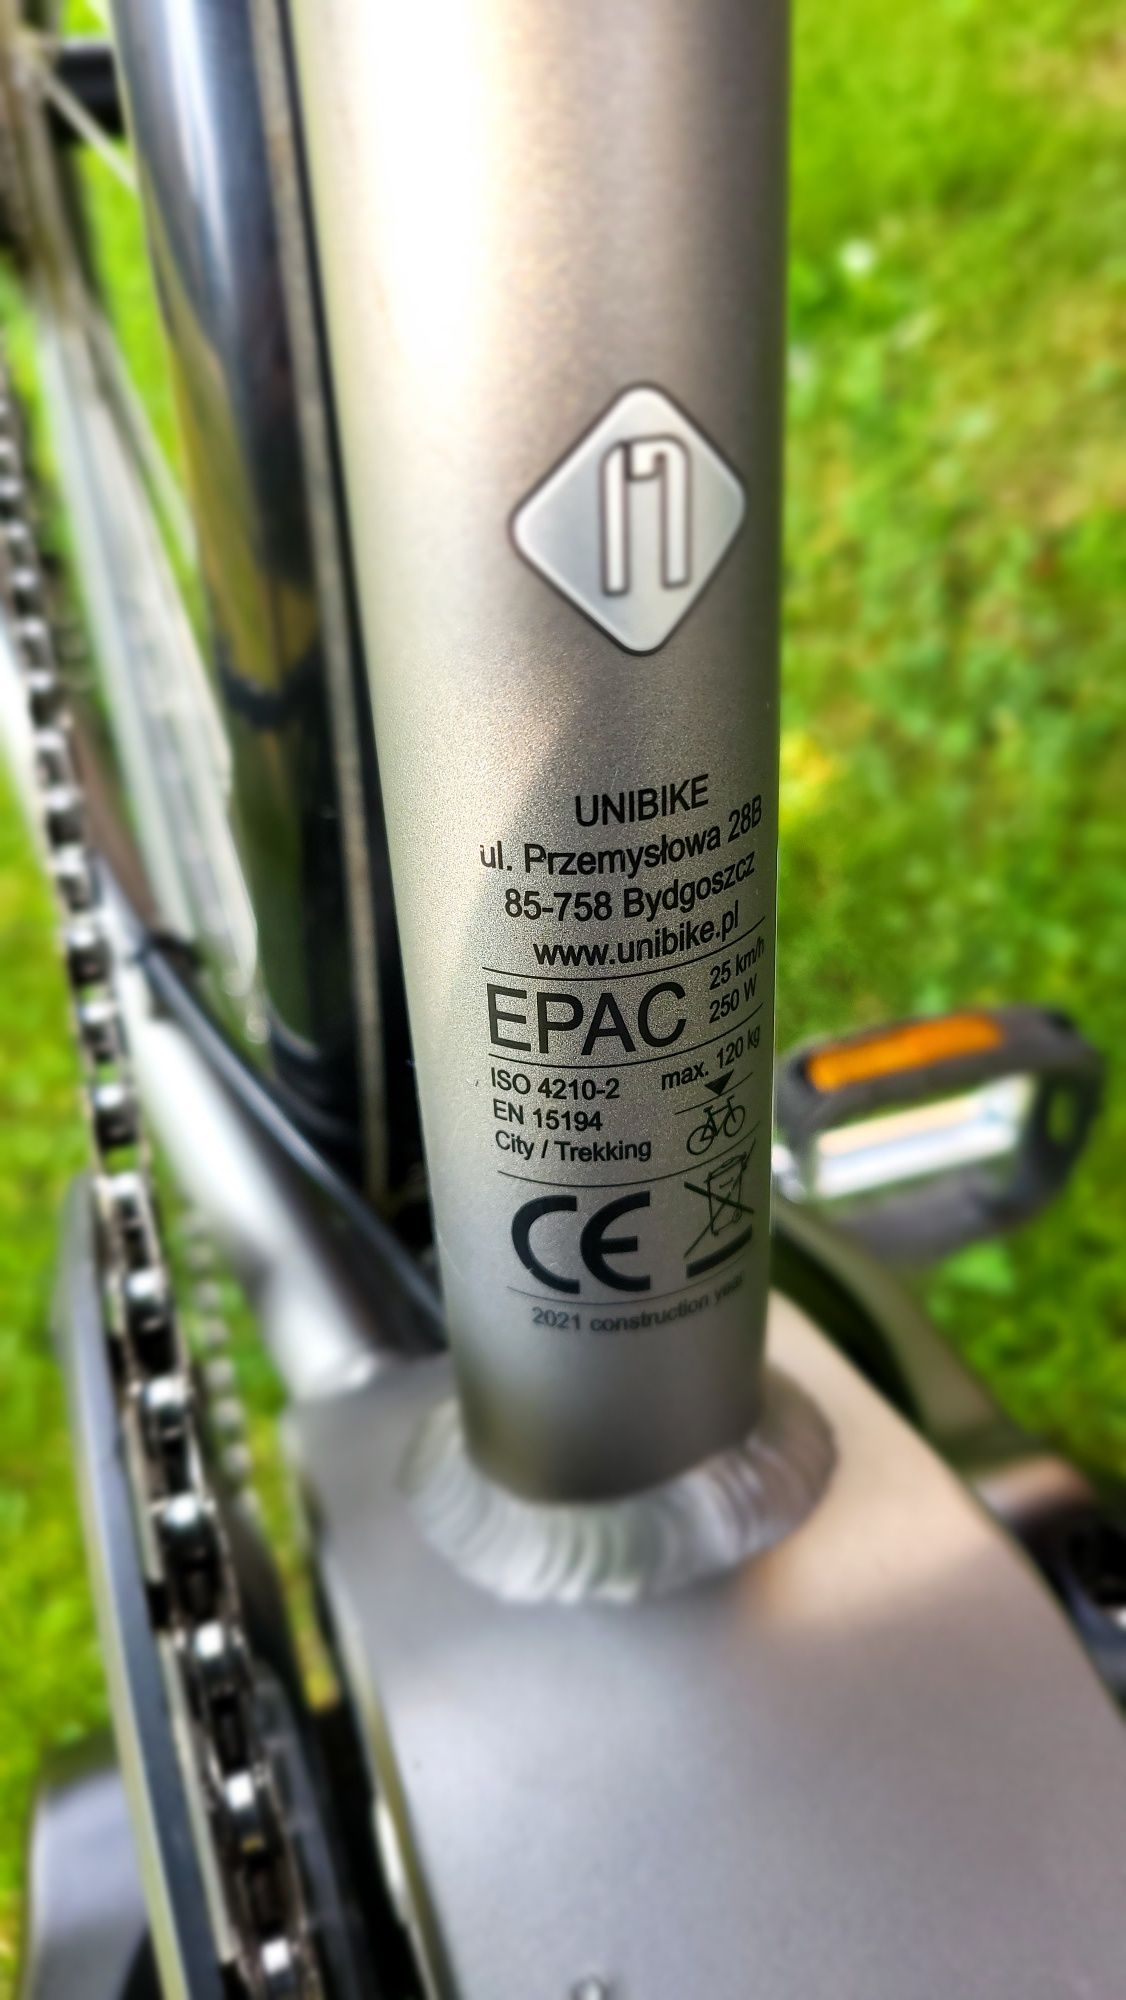 UNIBIKE
ul. Przemysłowa 28B
85-758 Bydgoszcz
www.unibike.pl
EPAC
25 km/h
250 W
ISO 4210-2
EN 15194
City / Trekking
max. 120 kg
CE
2021 construction year